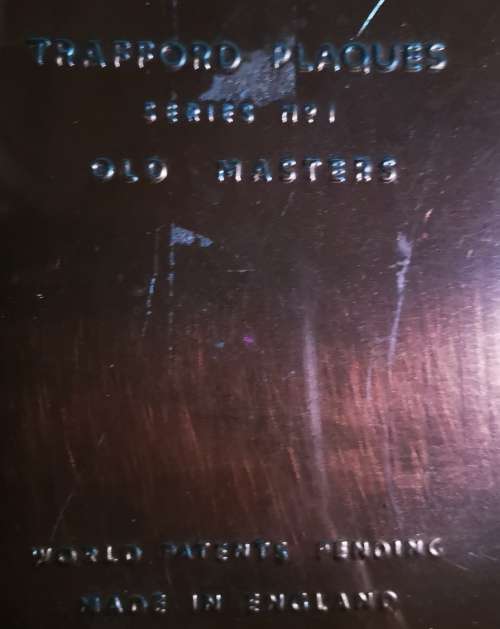 TRAFFORD PLAQUES
SERIES Nº1
OLD MASTERS
WORLD PATENTS PENDING
MADE IN ENGLAND